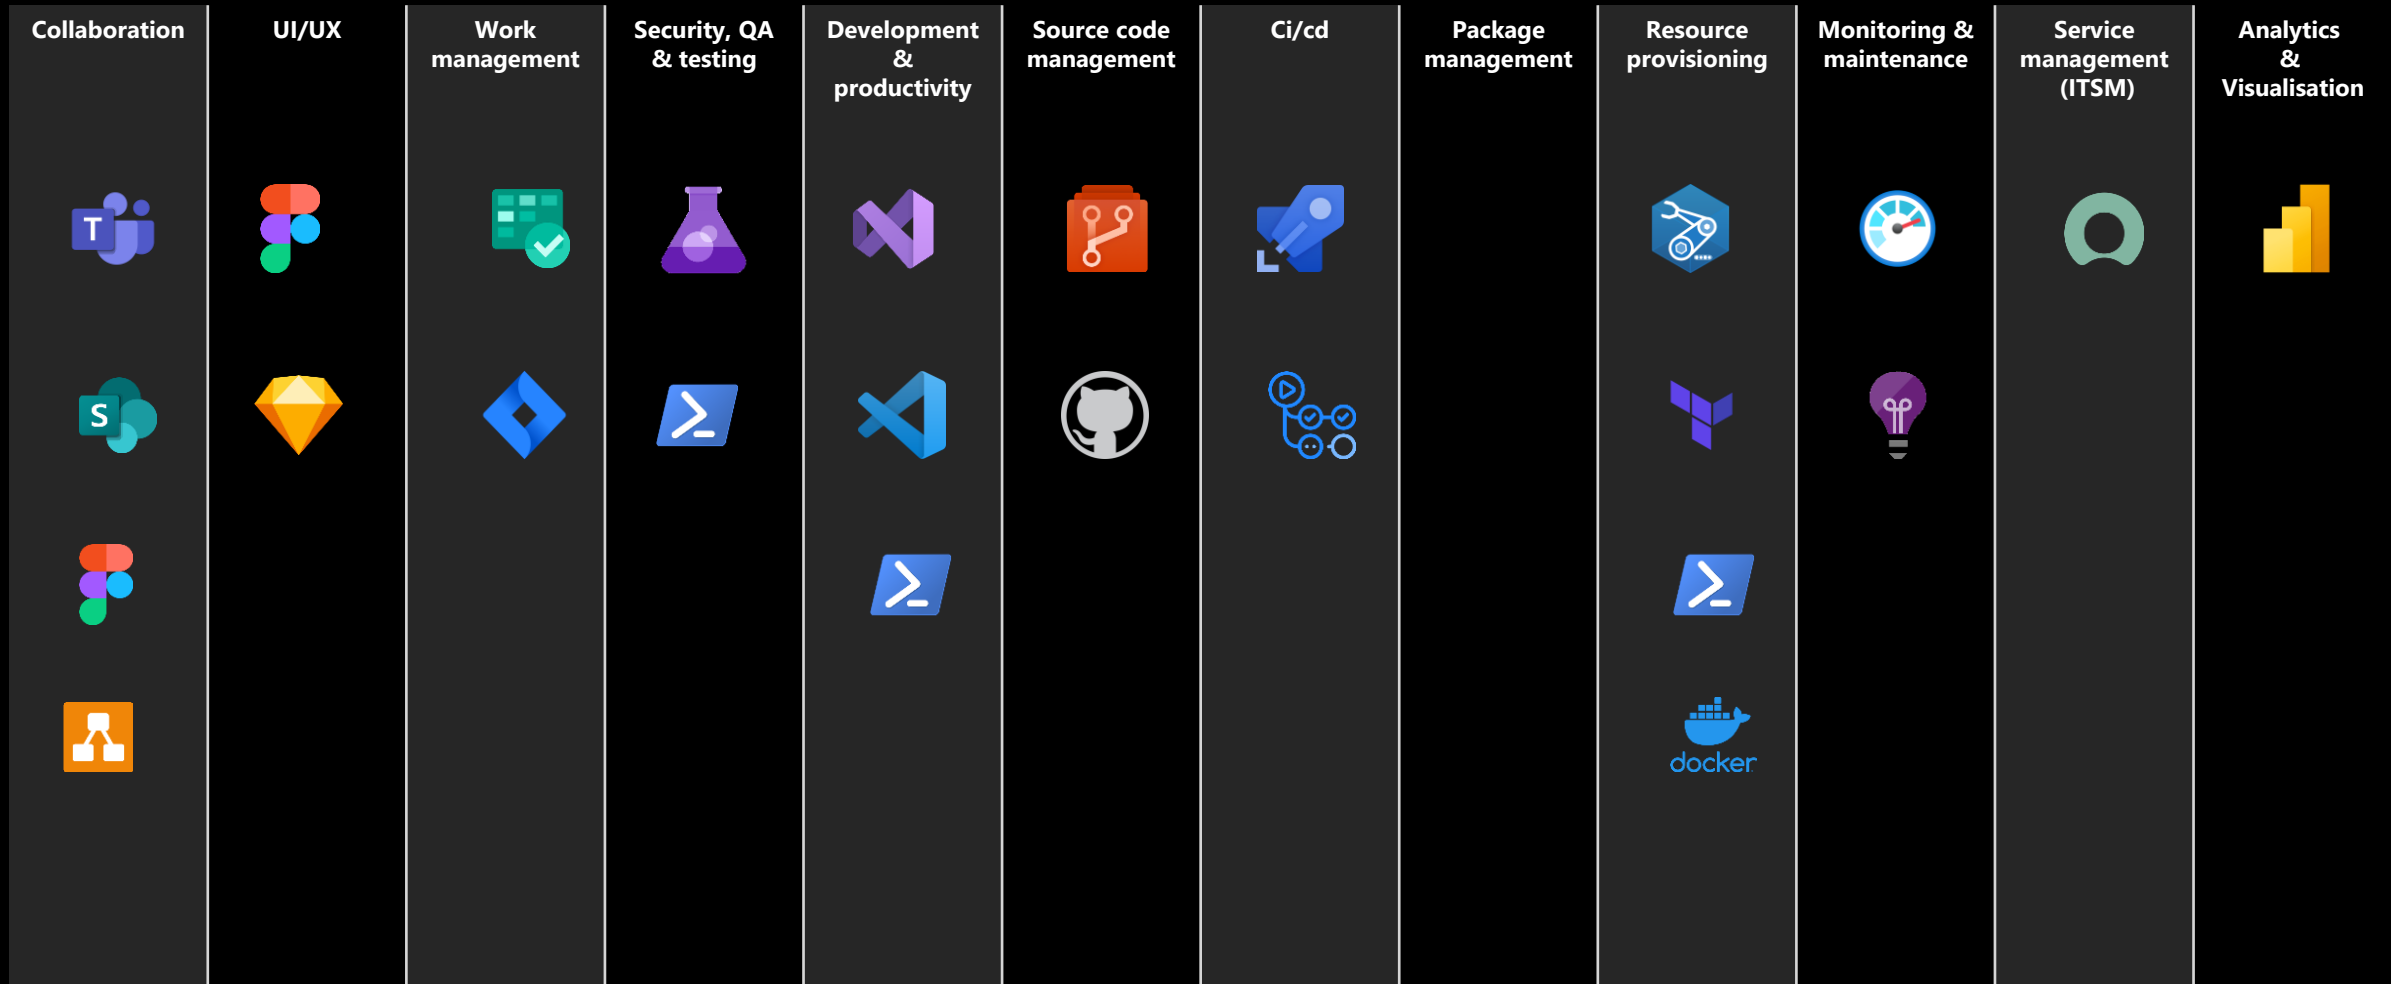 Collaboration
UI/UX
Work
management
Security, QA
& testing
Development
&
productivity
Source code
management
Ci/cd
Package
management
Resource
provisioning
Monitoring &
maintenance
Service
management
(ITSM)
Analytics
&
Visualisation
T
S
docker